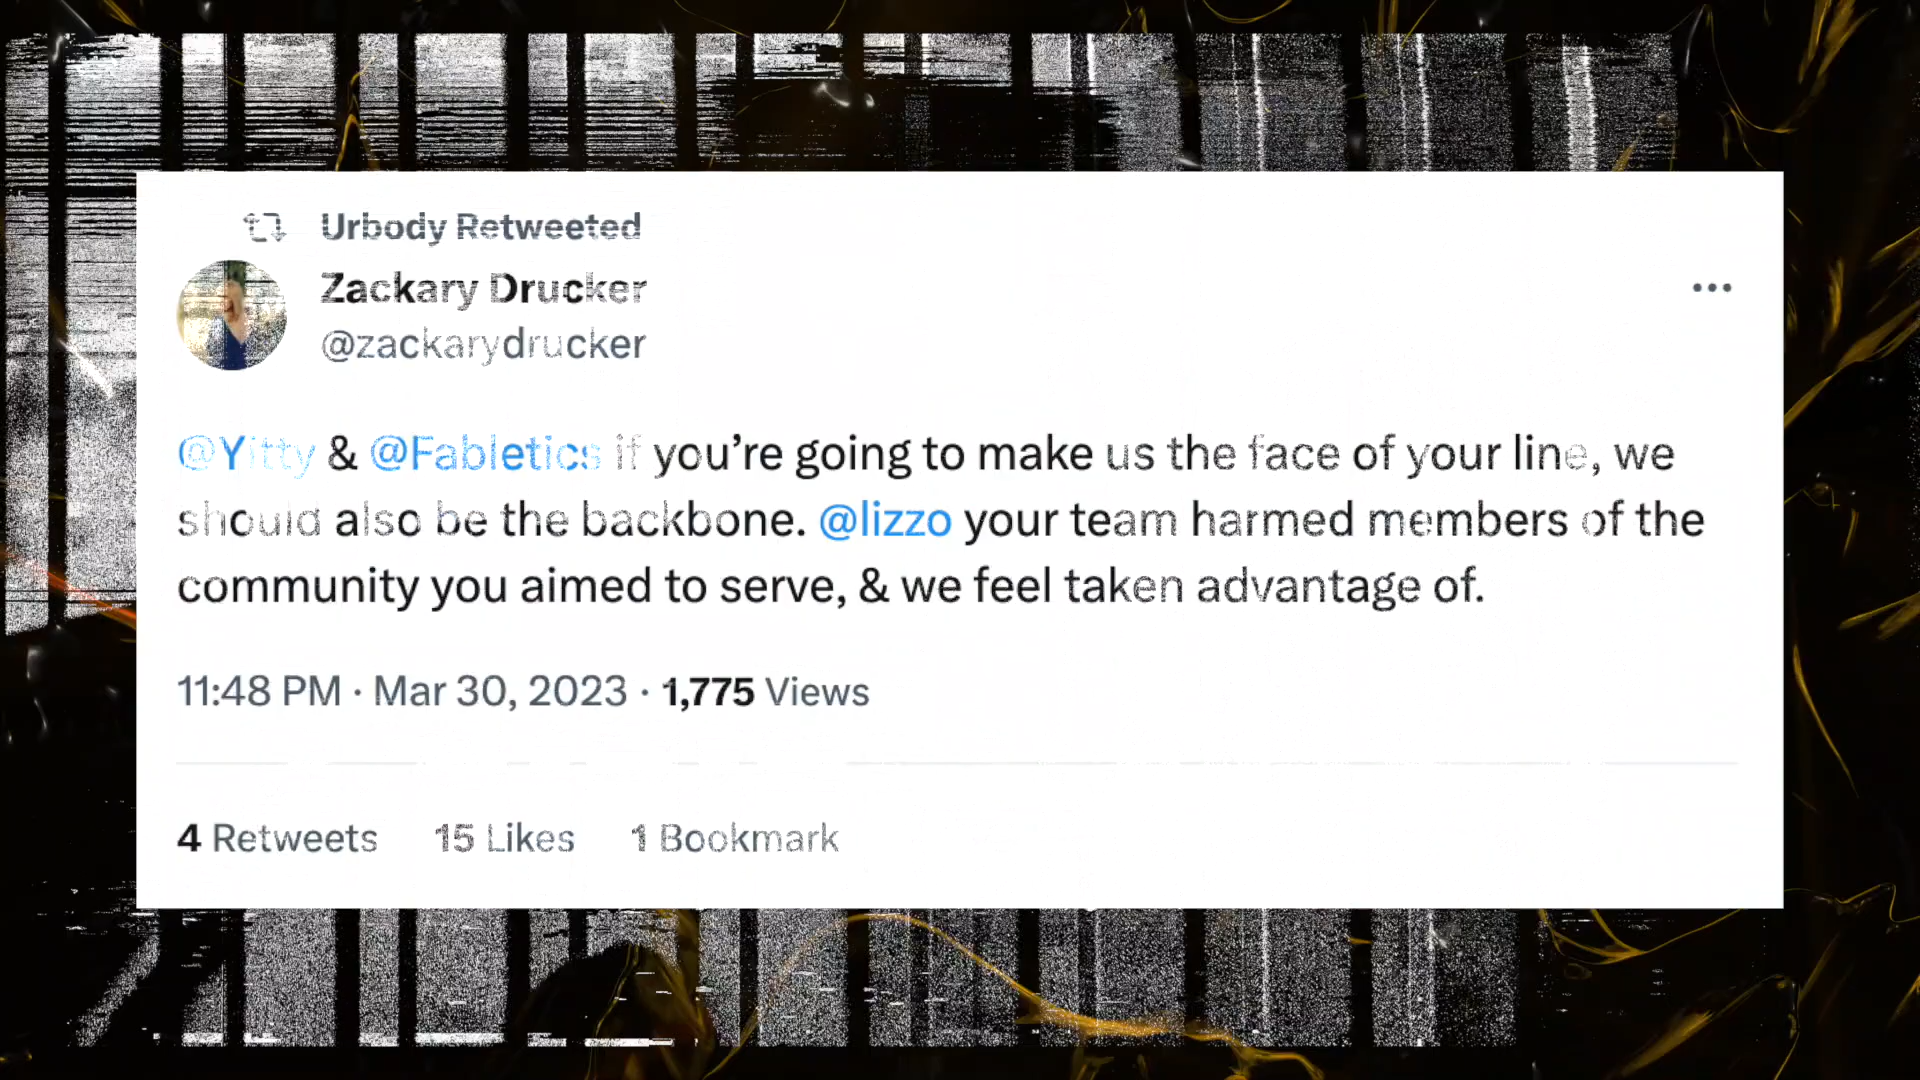 Urbody Retweeted
Zackary Drucker
@zackarydrucker
@Yitty & @Fabletics if you’re going to make us the face of your line, we
should also be the backbone. @lizzo your team harmed members of the
community you aimed to serve, & we feel taken advantage of.
11:48 PM · Mar 30, 2023 · 1,775 Views
4 Retweets 15 Likes 1 Bookmark